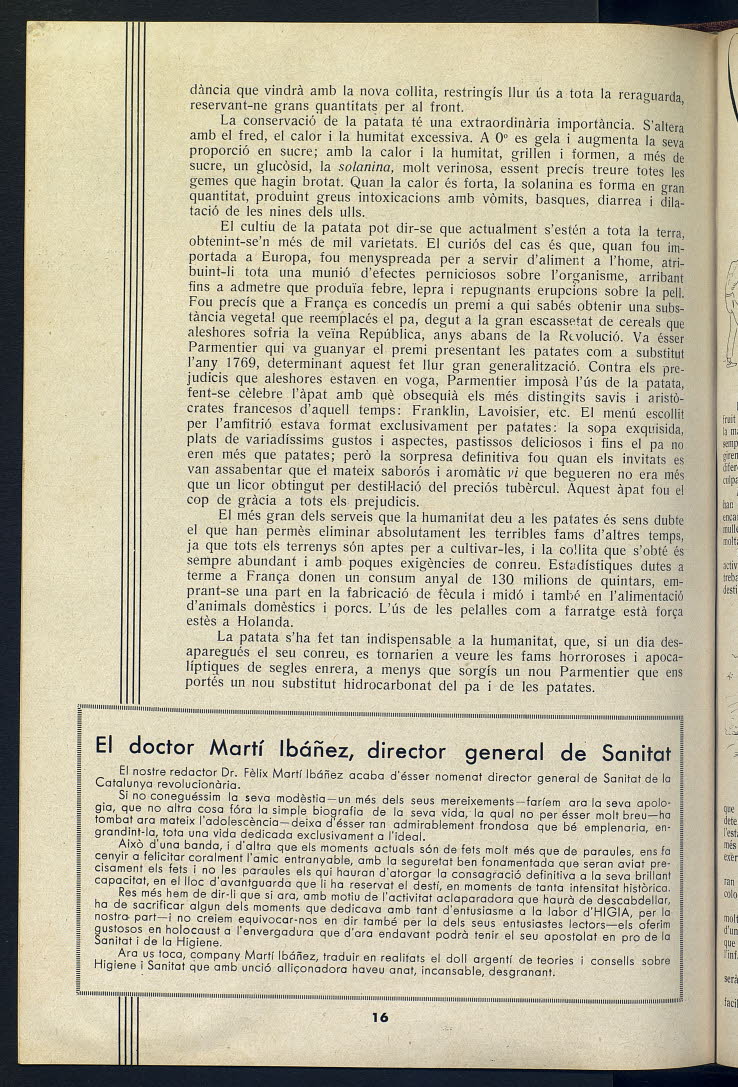 dància que vindrà amb la nova collita, restringís llur ús a tota la reraguarda,
reservant-ne grans quantitats per al front.
La conservació de la patata té una extraordinària importància. S'altera
amb el fred, el calor i la humitat excessiva. A 0º es gela i augmenta la seva
proporció en sucre; amb la calor i la humitat, grillen i formen, a més de
sucre, un glucòsid, la solanina, molt verinosa, essent precís treure totes les
gemes que hagin brotat. Quan la calor és forta, la solanina es forma en gran
quantitat, produint greus intoxicacions amb vòmits, basques, diarrea i dila-
tació de les nines dels ulls.
El cultiu de la patata pot dir-se que actualment s'estén a tota la terra,
obtenint-se'n més de mil varietats. El curiós del cas és que, quan fou im-
portada a Europa, fou menyspreada per a servir d'aliment a l'home, atri-
buint-li tota una munió d'efectes perniciosos sobre l'organisme, arribant
fins a admetre que produïa febre, lepra i repugnants erupcions sobre la pell.
Fou precís que a França es concedís un premi a qui sabés obtenir una subs-
tància vegetal que reemplacés el pa, degut a la gran escassetat de cereals que
aleshores sofria la veïna República, anys abans de la Revolució. Va ésser
Parmentier qui va guanyar el premi presentant les patates com a substitut
l'any 1769, determinant aquest fet llur gran generalització. Contra els pre-
judicis que aleshores estaven en voga, Parmentier imposà l'ús de la patata,
fent-se cèlebre l'àpat amb què obsequià els més distingits savis i aristò-
crates francesos d'aquell temps: Franklin, Lavoisier, etc. El menú escollit
per l'amfitrió estava format exclusivament per patates: la sopa exquisida,
plats de variadíssims gustos i aspectes, pastissos deliciosos i fins el pa no
eren més que patates; però la sorpresa definitiva fou quan els invitats es
van assabentar que el mateix saborós i aromàtic vi que begueren no era més
que un licor obtingut per destil·lació del preciós tubèrcul. Aquest àpat fou el
cop de gràcia a tots els prejudicis.
El més gran dels serveis que la humanitat deu a les patates és sens dubte
el que han permès eliminar absolutament les terribles fams d'altres temps,
ja que tots els terrenys són aptes per a cultivar-les, i la collita que s'obté és
sempre abundant i amb poques exigències de conreu. Estadístiques dutes a
terme a França donen un consum anyal de 130 milions de quintars, em-
prant-se una part en la fabricació de fècula i midó i també en l'alimentació
d'animals domèstics i porcs. L'ús de les pelalles com a farratge està força
estès a Holanda.
La patata s'ha fet tan indispensable a la humanitat, que, si un dia des-
aparegués el seu conreu, es tornarien a veure les fams horroroses i apoca-
líptiques de segles enrera, a menys que sorgís un nou Parmentier que ens
portés un nou substitut hidrocarbonat del pa i de les patates.
El doctor Martí Ibáñez, director general de Sanitat
El nostre redactor Dr. Fèlix Martí Ibáñez acaba d'ésser nomenat director general de Sanitat de la
Catalunya revolucionària.
Si no coneguéssim la seva modèstia—un més dels seus mereixements—faríem ara la seva apolo-
gia, que no altra cosa fóra la simple biografia de la seva vida, la qual no per ésser molt breu—ha
tombat ara mateix l'adolescència—deixa d'ésser tan admirablement frondosa que bé emplenaria, en-
grandint-la, tota una vida dedicada exclusivament a l'ideal.
Això d'una banda, i d'altra que els moments actuals són de fets molt més que de paraules, ens fa
cenyir a felicitar coralment l'amic entranyable, amb la seguretat ben fonamentada que seran aviat pre-
cisament els fets i no les paraules els qui hauran d'atorgar la consagració definitiva a la seva brillant
capacitat, en el lloc d'avantguarda que li ha reservat el destí, en moments de tanta intensitat històrica.
Res més hem de dir-li que si ara, amb motiu de l'activitat aclaparadora que haurà de descabdellar,
ha de sacrificar algun dels moments que dedicava amb tant d'entusiasme a la labor d'HIGIA, per la
nostra part—i no creiem equivocar-nos en dir també per la dels seus entusiastes lectors—els oferim
gustosos en holocaust a l'envergadura que d'ara endavant podrà tenir el seu apostolat en pro de la
Sanitat i de la Higiene.
Ara us toca, company Martí Ibáñez, traduir en realitats el doll argentí de teories i consells sobre
Higiene i Sanitat que amb unció alliçonadora haveu anat, incansable, desgranant.
16